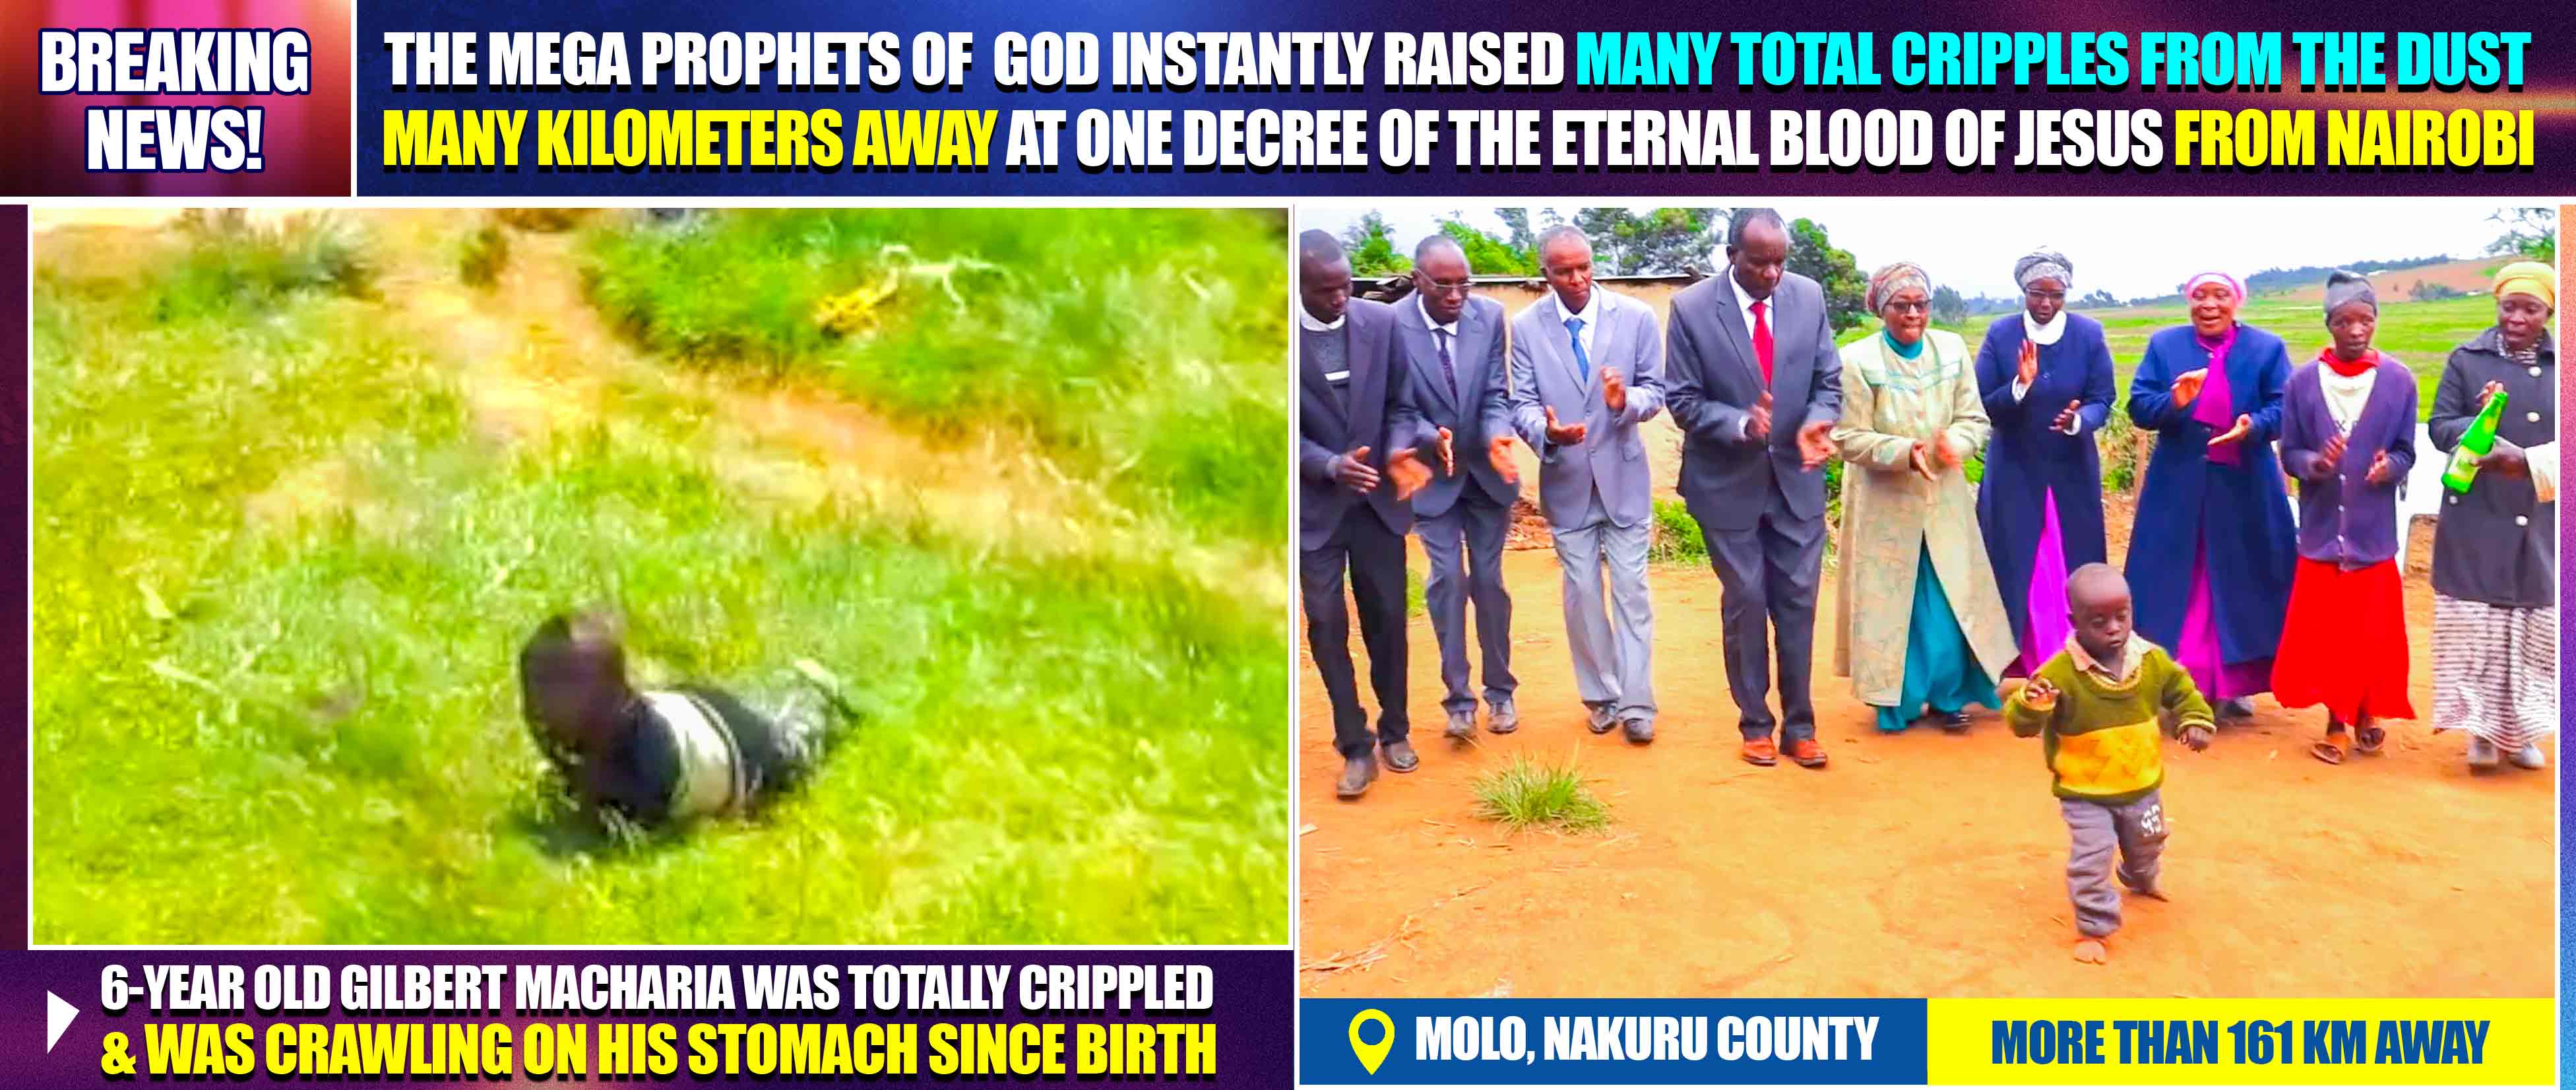 BREAKING
NEWS!
THE MEGA PROPHETS OF GOD INSTANTLY RAISED MANY TOTAL CRIPPLES FROM THE DUST
MANY KILOMETERS AWAY AT ONE DECREE OF THE ETERNAL BLOOD OF JESUS FROM NAIROBI
6-YEAR OLD GILBERT MACHARIA WAS TOTALLY CRIPPLED
& WAS CRAWLING ON HIS STOMACH SINCE BIRTH
MOLO, NAKURU COUNTY
MORE THAN 161 KM AWAY